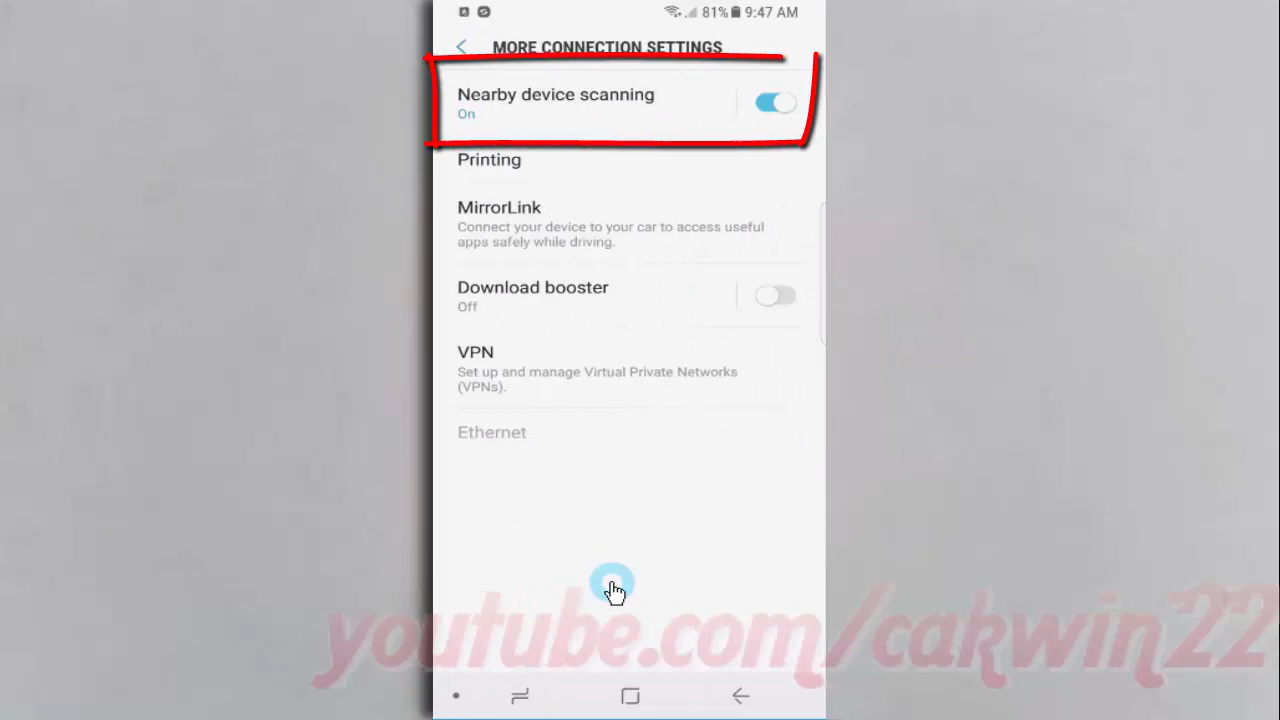 81% 9:47 AM
MORE CONNECTION SETTINGS
Nearby device scanning
On
Printing
MirrorLink
Connect your device to your car to access useful
apps safely while driving.
Download booster
Off
VPN
Set up and manage Virtual Private Networks
(VPNs).
Ethernet
youtube.com/cakwin22